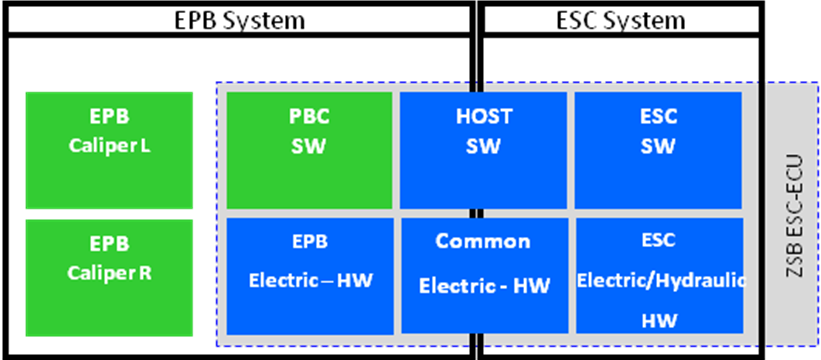 EPB System
ESC System
EPB
Caliper L
PBC
SW
HOST
SW
ESC
SW
EPB
Caliper R
EPB
Electric – HW
Common
Electric - HW
ESC
Electric/Hydraulic
HW
ZSB ESC-ECU